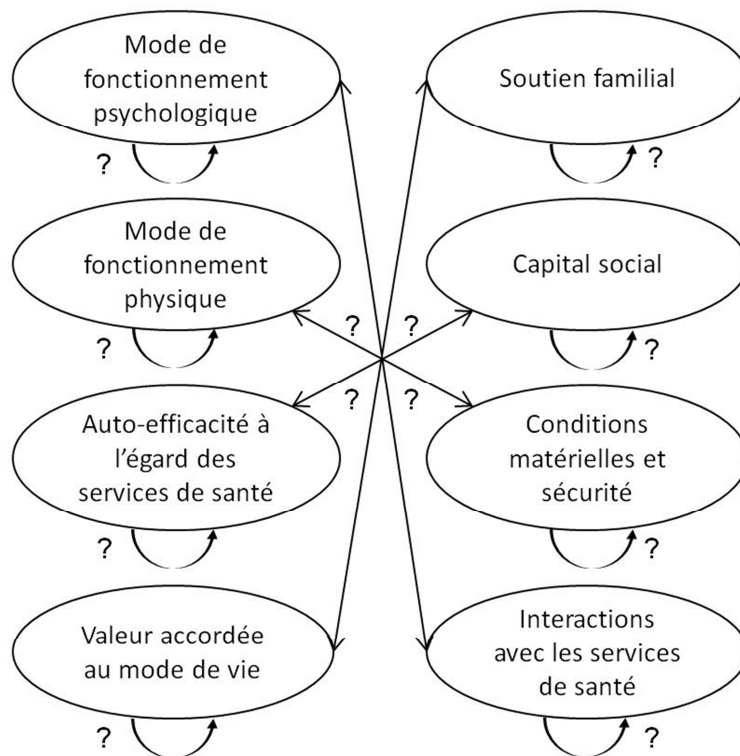 Mode de
fonctionnement
psychologique
?
Soutien familial
?
Mode de
fonctionnement
physique
?
Capital social
?
?
?
?
?
Auto-efficacité à
l'égard des
services de santé
?
Conditions
matérielles et
sécurité
?
Valeur accordée
au mode de vie
?
Interactions
avec les services
de santé
?